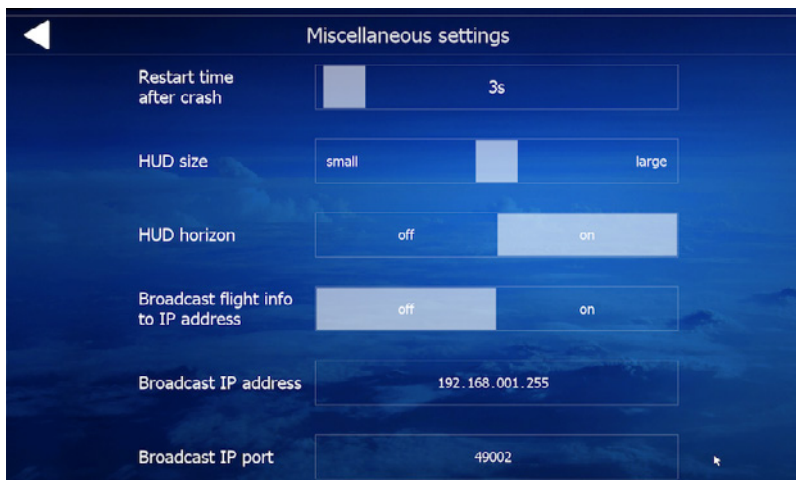 Miscellaneous settings
Restart time
after crash
3s
HUD size
small
large
HUD horizon
off
on
Broadcast flight info
to IP address
off
on
Broadcast IP address
192.168.001.255
Broadcast IP port
49002